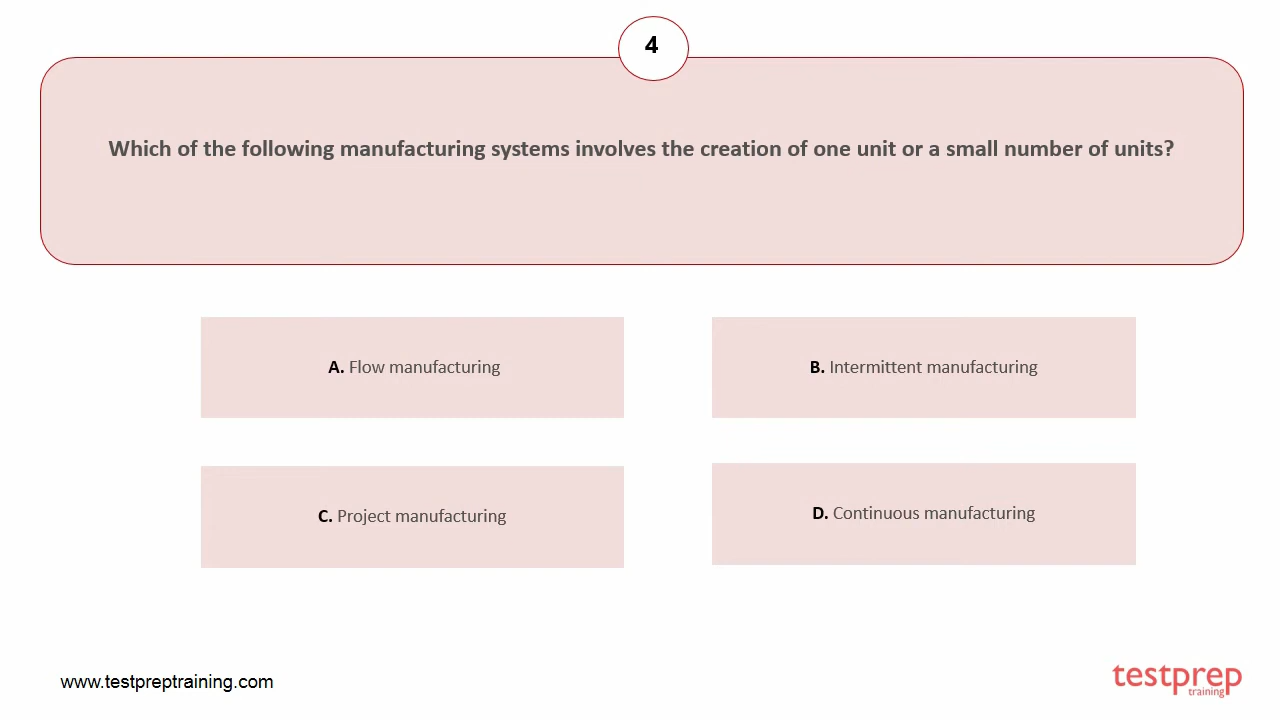 4
Which of the following manufacturing systems involves the creation of one unit or a small number of units?
A. Flow manufacturing
B. Intermittent manufacturing
C. Project manufacturing
D. Continuous manufacturing
www.testpreptraining.com
testprep
training